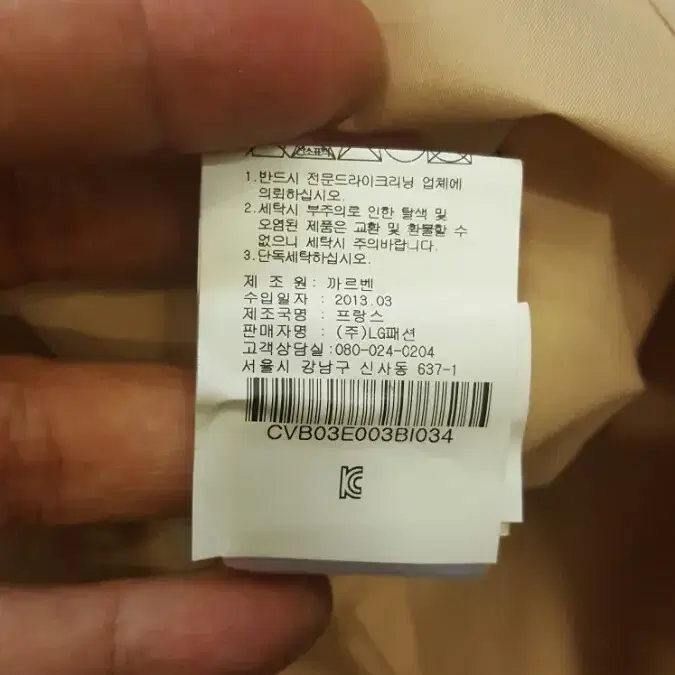 1.반드시 전문드라이크리닝 업체에
의뢰하십시오.
2.세탁시 부주의로 인한 탈색 및
오염된 제품은 교환 및 환불할 수
없으니 세탁시 주의바랍니다.
3.단독세탁하십시오.
제 조 원: 까르벤
수입일자 : 2013.03
제조국명 : 프랑스
판매자명 : (주)LG패션
고객상담실:080-024-0204
서울시 강남구 신사동 637-1
CVB03E003BI034